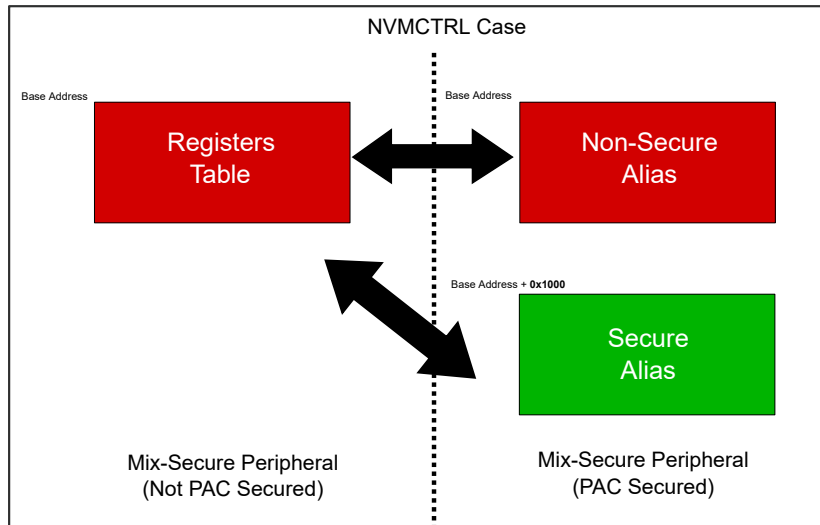 NVMCTRL Case
Base Address
Registers
Table
Base Address
Non-Secure
Alias
Base Address + 0x1000
Secure
Alias
Mix-Secure Peripheral
(Not PAC Secured)
Mix-Secure Peripheral
(PAC Secured)